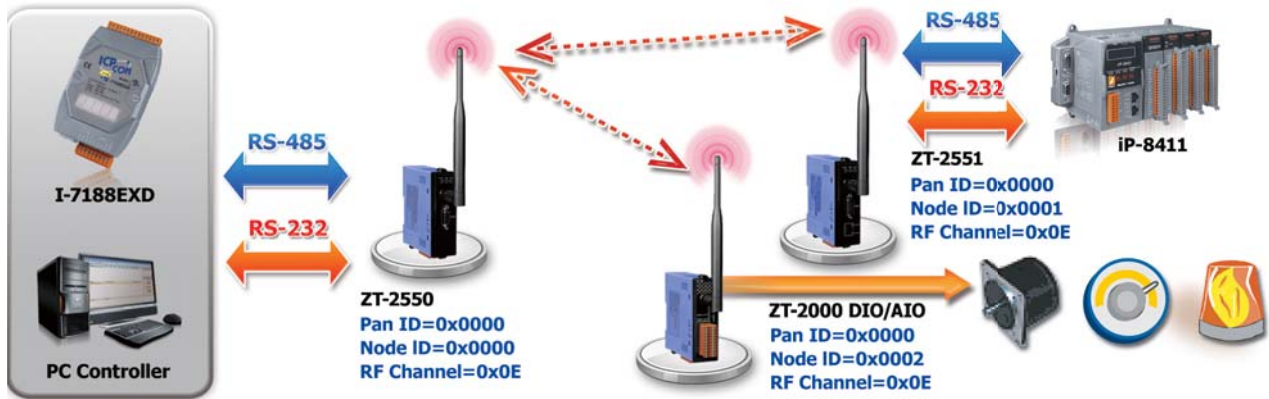 ICP CON
I-7188EXD
PC Controller
RS-485
RS-232
ZT-2550
Pan ID=0x0000
Node ID=0x0000
RF Channel=0x0E
ZT-2000 DIO/AIO
Pan ID=0x0000
Node ID=0x0002
RF Channel=0x0E
RS-485
RS-232
ZT-2551
Pan ID=0x0000
Node ID=0x0001
RF Channel=0x0E
iP-8411